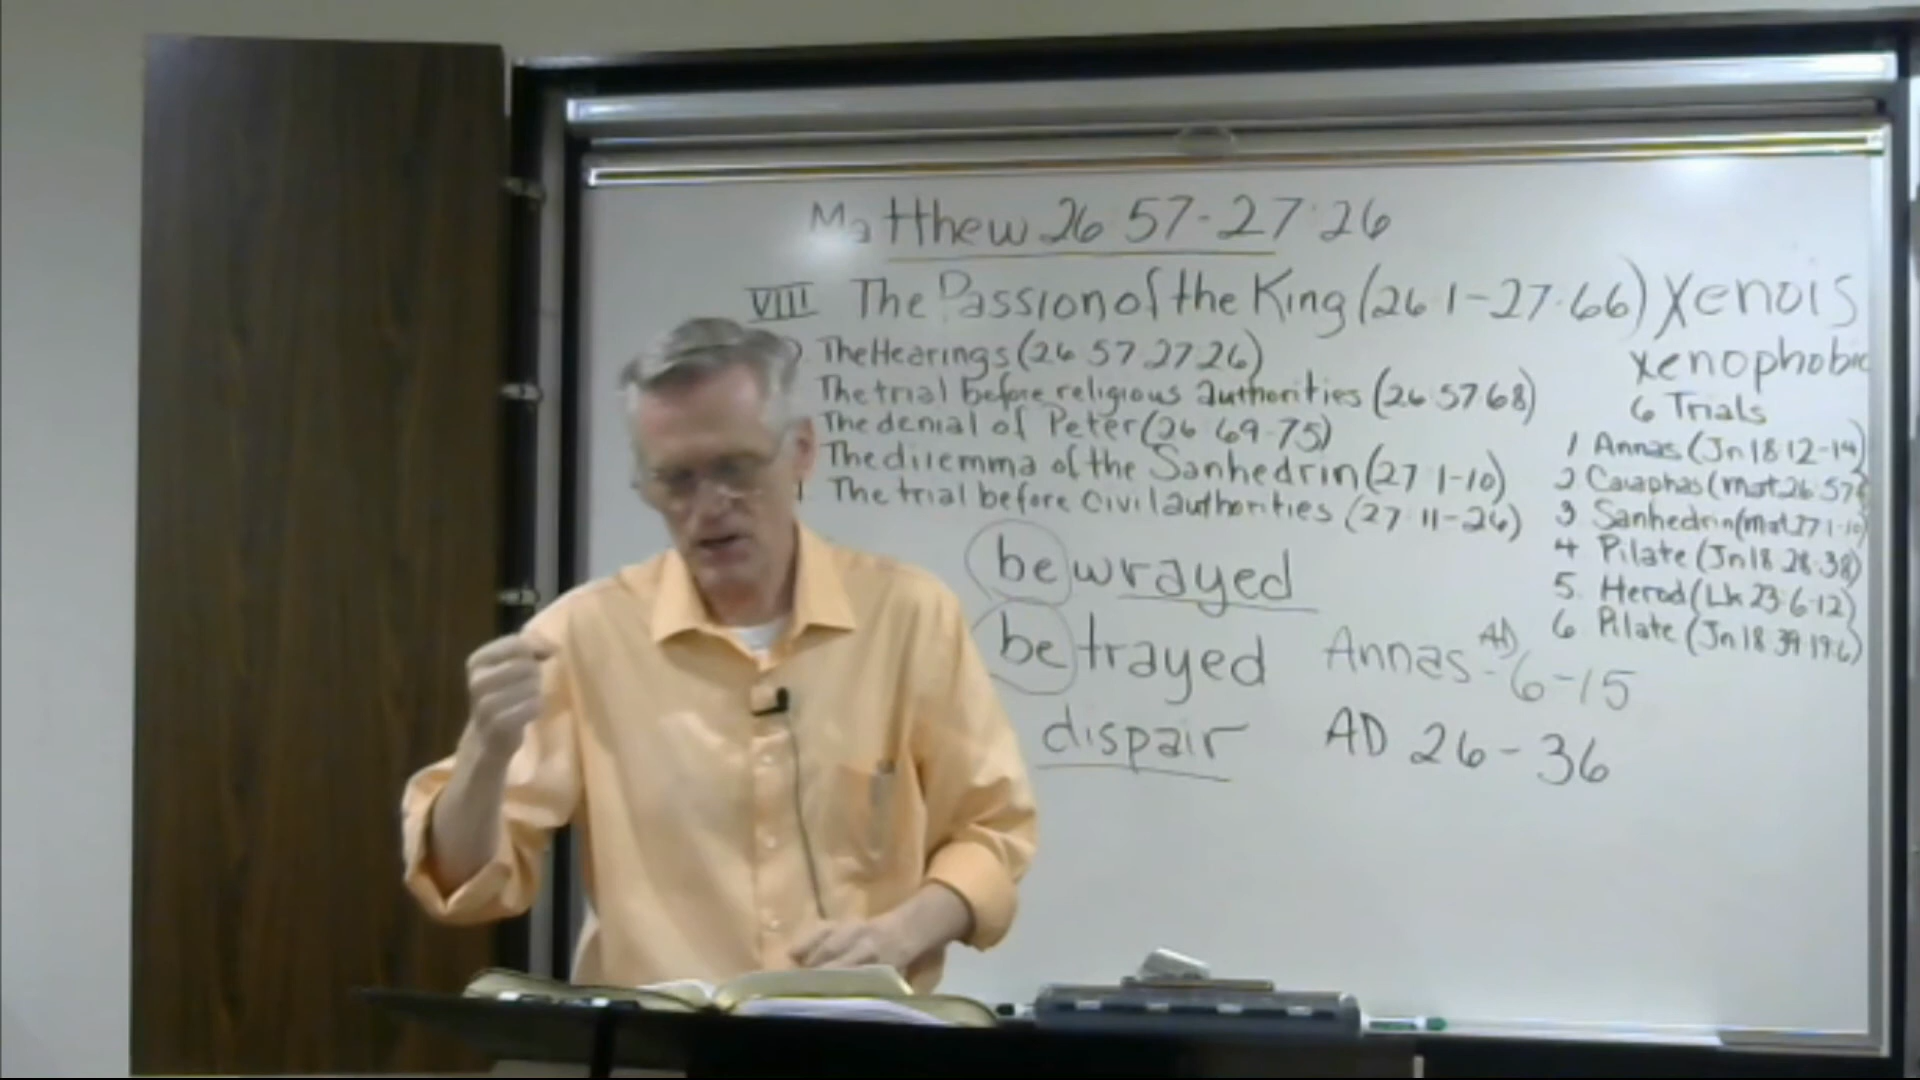 Matthew 26 57-27:26
VIII The Passion of the King (26 1-27:66)
The Hearings (26 57 27 26)
The trial before religious authorities (26 57 68)
The denial of Peter (26 69-75)
The dilemma of the Sanhedrin (27 1-10)
The trial before civil authorities (27 11-26)
bewrayed
betrayed
dispair
Annas - AD 6-15
AD 26-36
Xenois
xenophobic
6 Trials
1 Annas (Jn 18 12-14)
2 Caiaphas (Mat 26:57
3 Sanhedrin (Mat 27 1-10)
4 Pilate (Jn 18 28-38)
5. Herod (Lk 23:6-12)
6 Pilate (Jn 18 39 19:6)